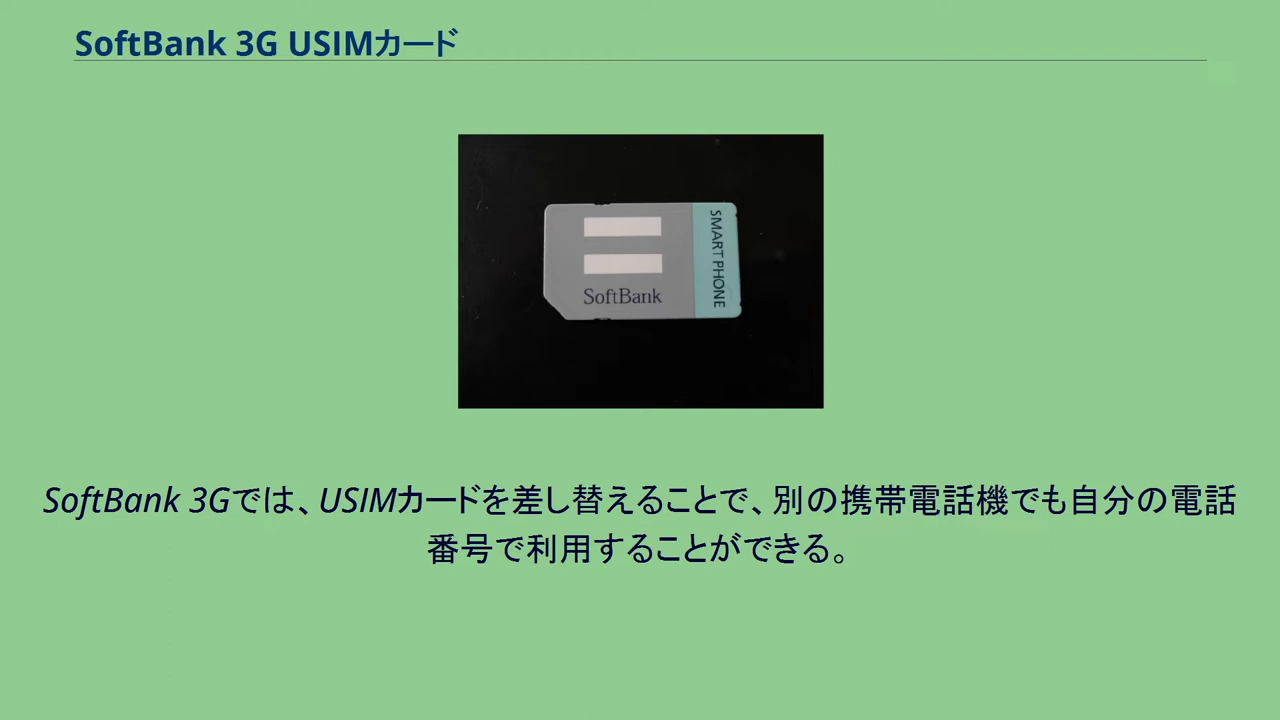 SoftBank 3G USIMカード
SMART PHONE
SoftBank
SoftBank 3Gでは、USIMカードを差し替えることで、別の携帯電話機でも自分の電話
番号で利用することができる。